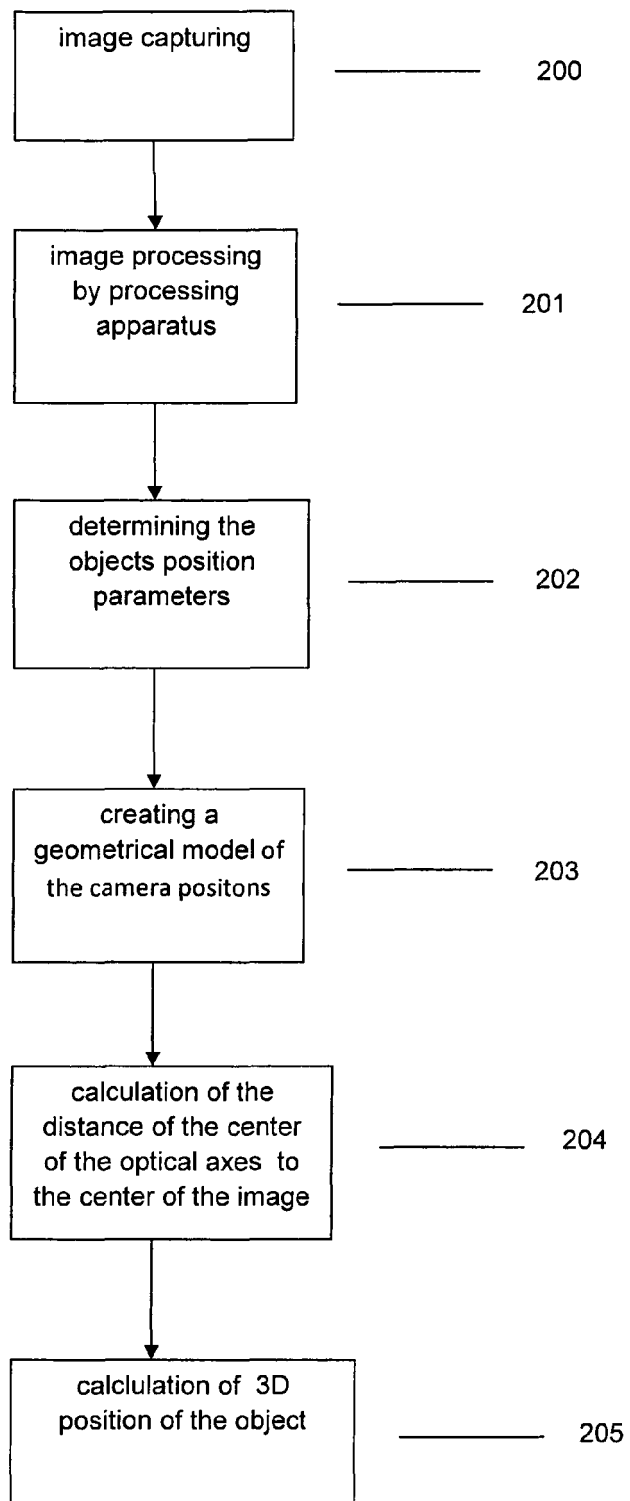 image capturing
200
image processing
by processing
apparatus
201
determining the
objects position
parameters
202
creating a
geometrical model of
the camera positons
203
calculation of the
distance of the center
of the optical axes to
the center of the image
204
calclulation of 3D
position of the object
205